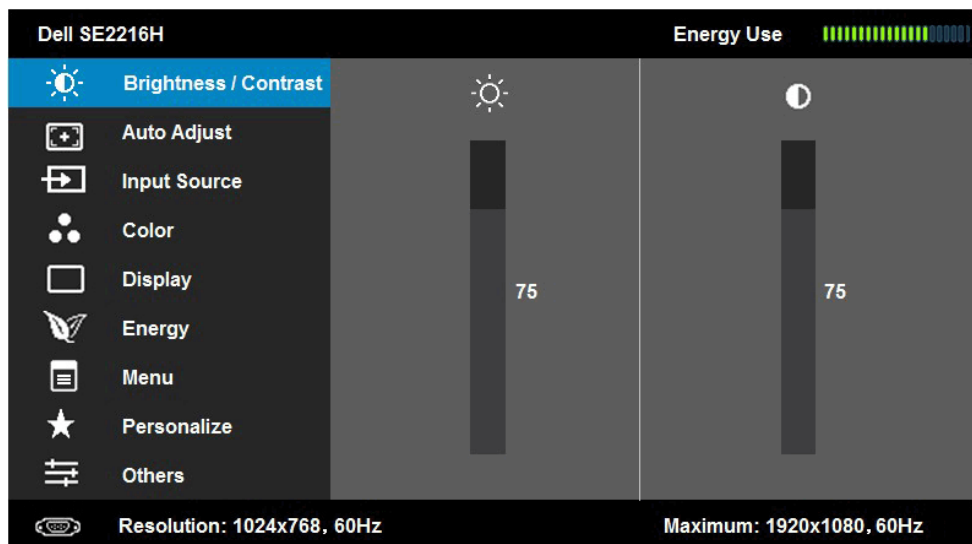 Dell SE2216H Energy Use
Brightness / Contrast
Auto Adjust
Input Source
Color
Display
75 75
Energy
Menu
Personalize
Others
Resolution: 1024x768, 60Hz Maximum: 1920x1080, 60Hz